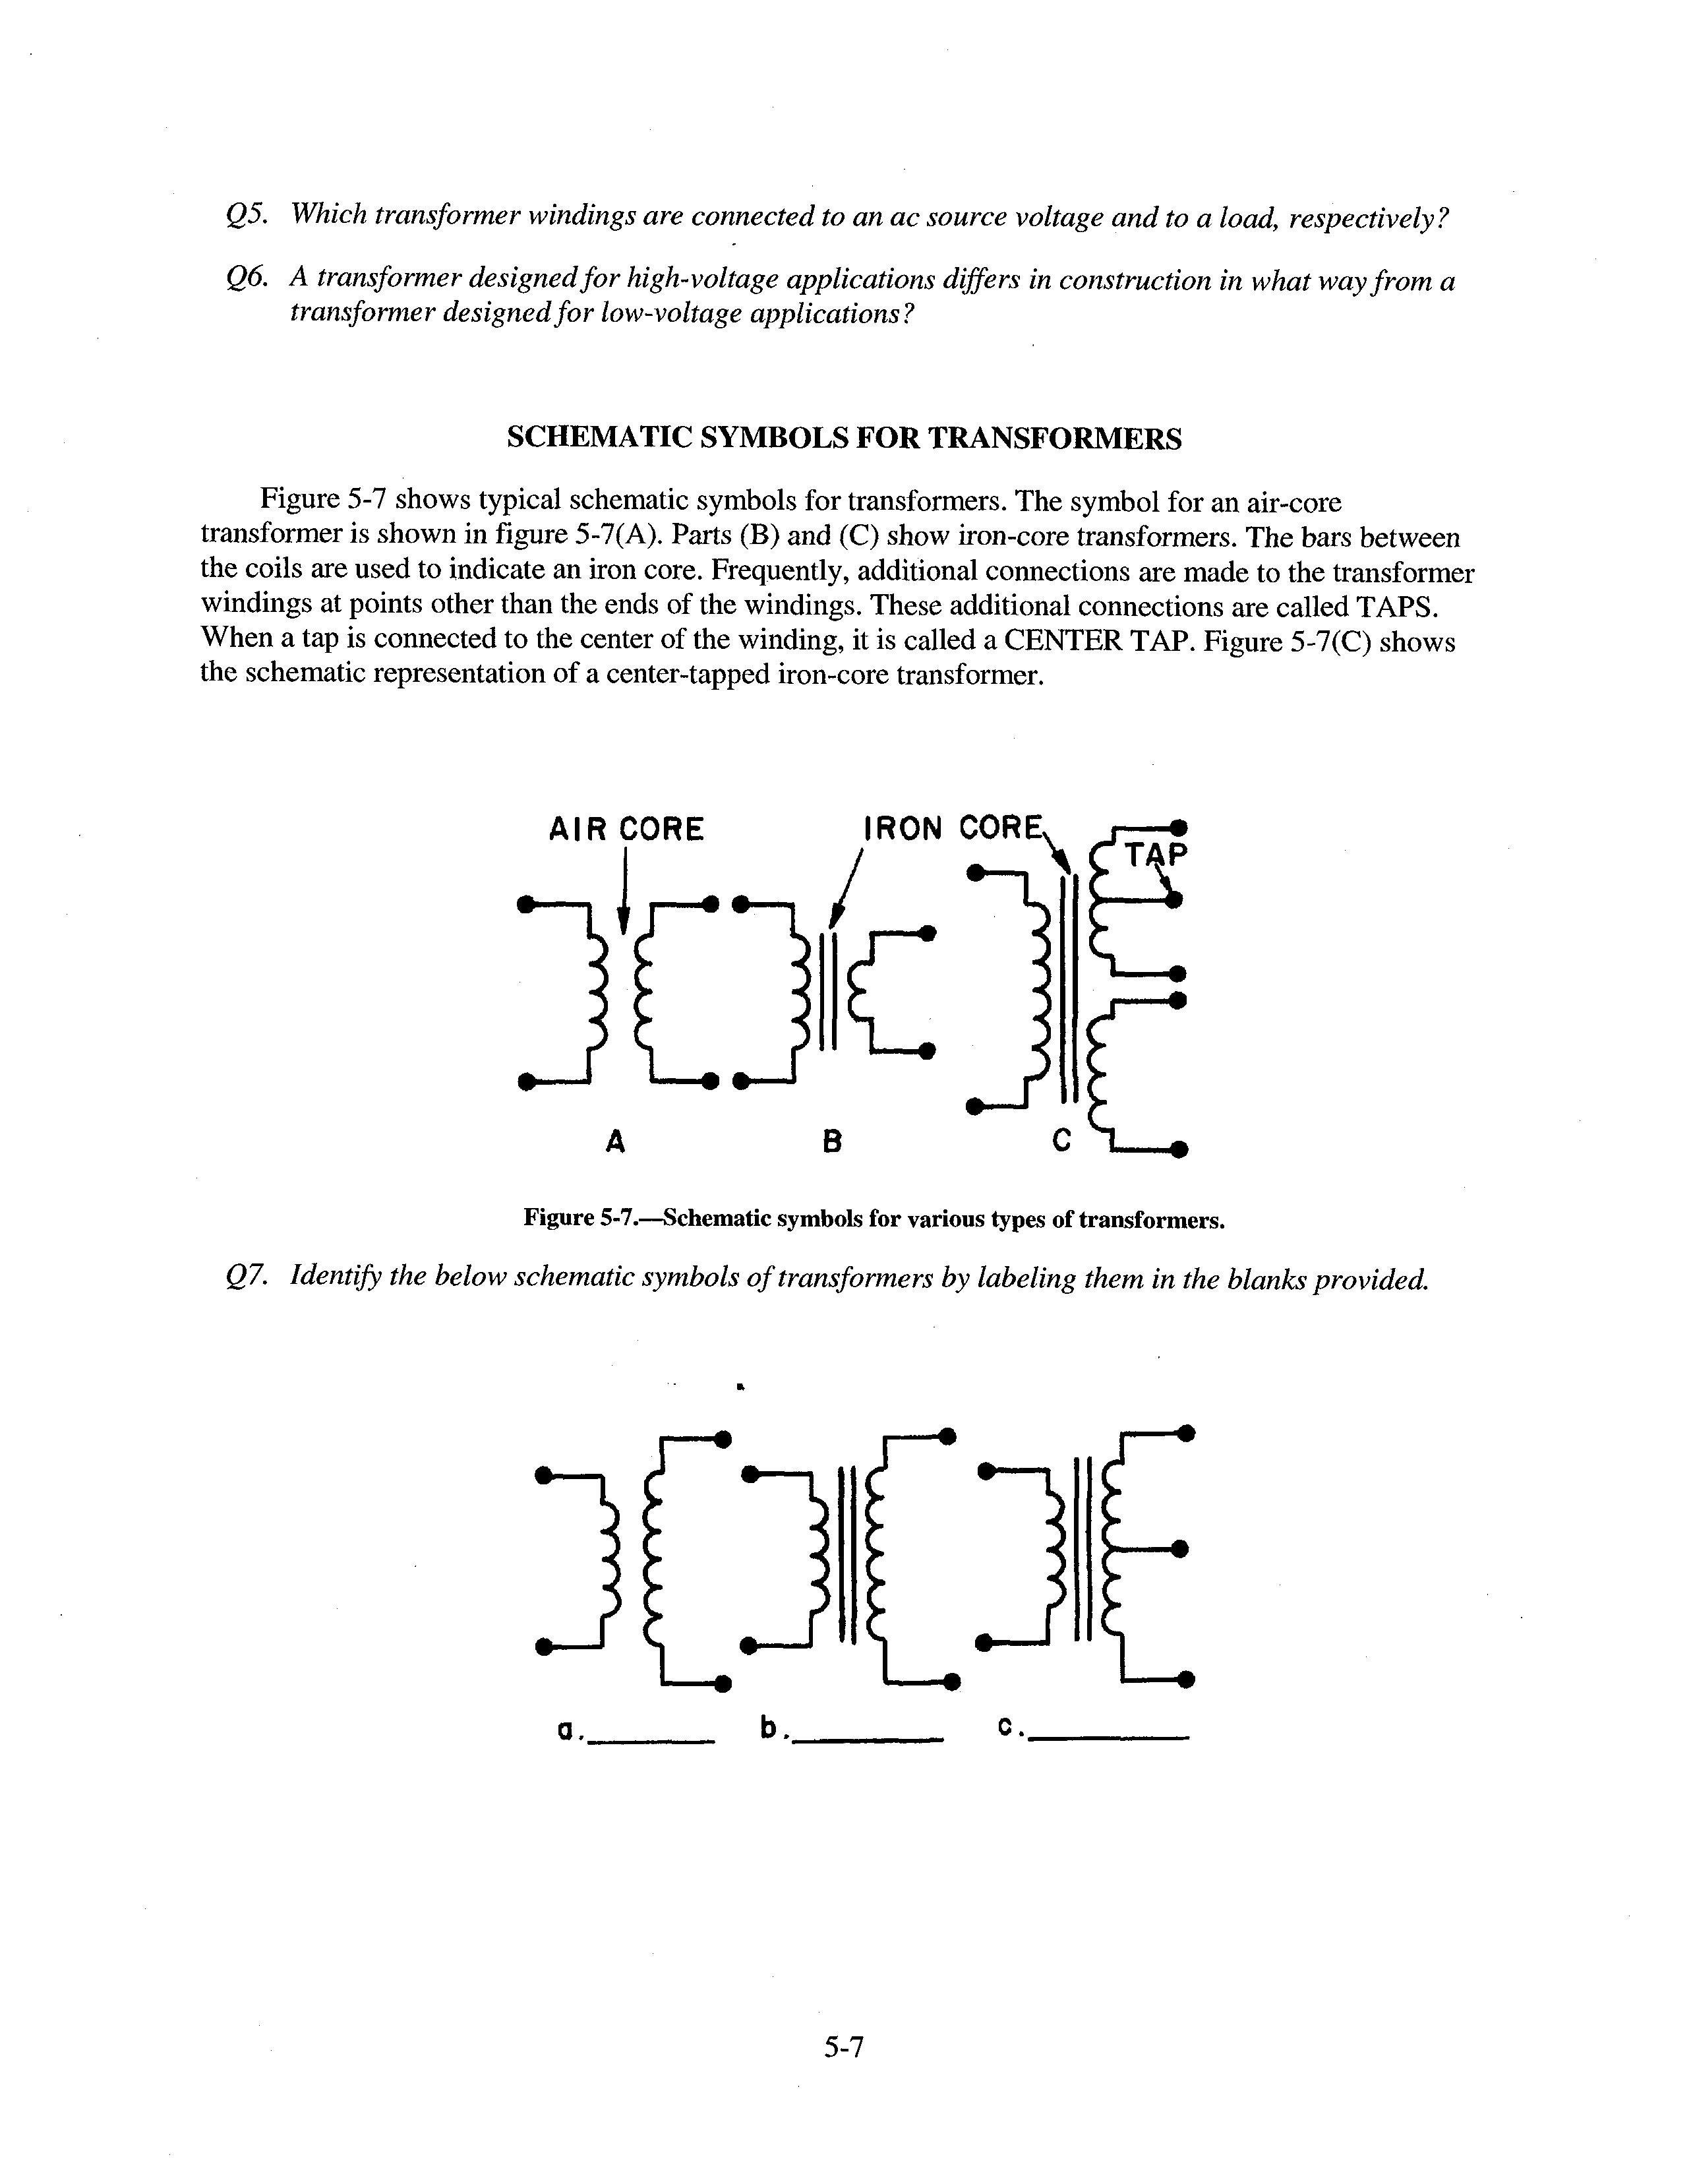 Q5. Which transformer windings are connected to an ac source voltage and to a load, respectively?
Q6. A transformer designed for high-voltage applications differs in construction in what way from a
transformer designed for low-voltage applications?
SCHEMATIC SYMBOLS FOR TRANSFORMERS
Figure 5-7 shows typical schematic symbols for transformers. The symbol for an air-core
transformer is shown in figure 5-7(A). Parts (B) and (C) show iron-core transformers. The bars between
the coils are used to indicate an iron core. Frequently, additional connections are made to the transformer
windings at points other than the ends of the windings. These additional connections are called TAPS.
When a tap is connected to the center of the winding, it is called a CENTER TAP. Figure 5-7(C) shows
the schematic representation of a center-tapped iron-core transformer.
AIR CORE IRON CORE
TAP
A B C
Figure 5-7.—Schematic symbols for various types of transformers.
Q7. Identify the below schematic symbols of transformers by labeling them in the blanks provided.
a.________ b.________ c.________
5-7